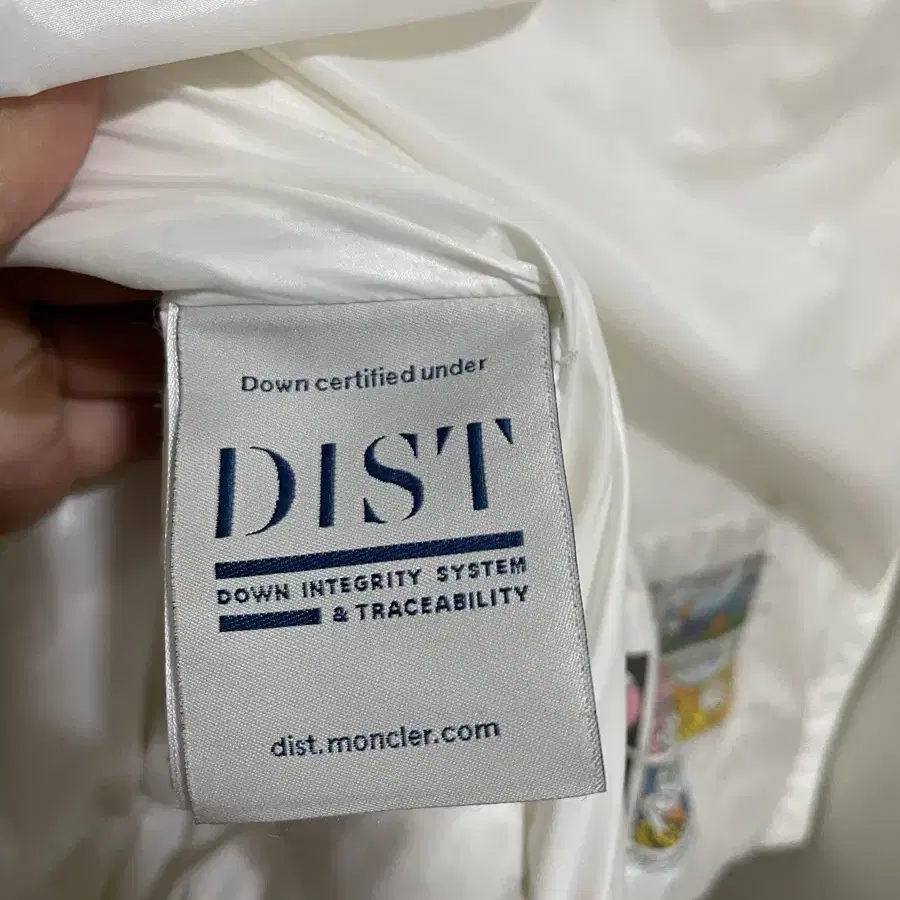 Down certified under
DIST
DOWN INTEGRITY SYSTEM
& TRACEABILITY
dist.moncler.com